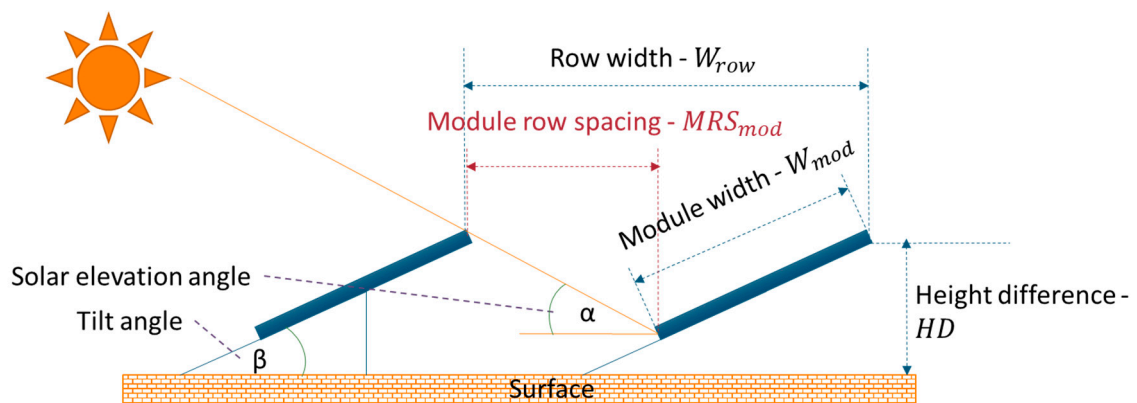 Row width - W_row
Module row spacing - MRS_mod
Module width - W_mod
Solar elevation angle
Tilt angle
α
β
Height difference -
HD
Surface